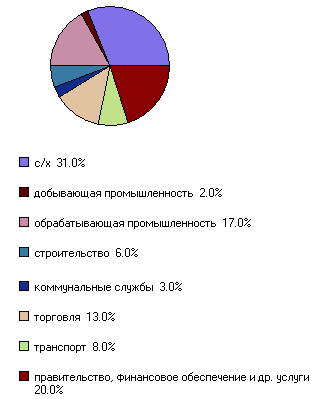 с/х 31.0%
добывающая промышленность 2.0%
обрабатывающая промышленность 17.0%
строительство 6.0%
коммунальные службы 3.0%
торговля 13.0%
транспорт 8.0%
правительство, финансовое обеспечение и др. услуги
20.0%